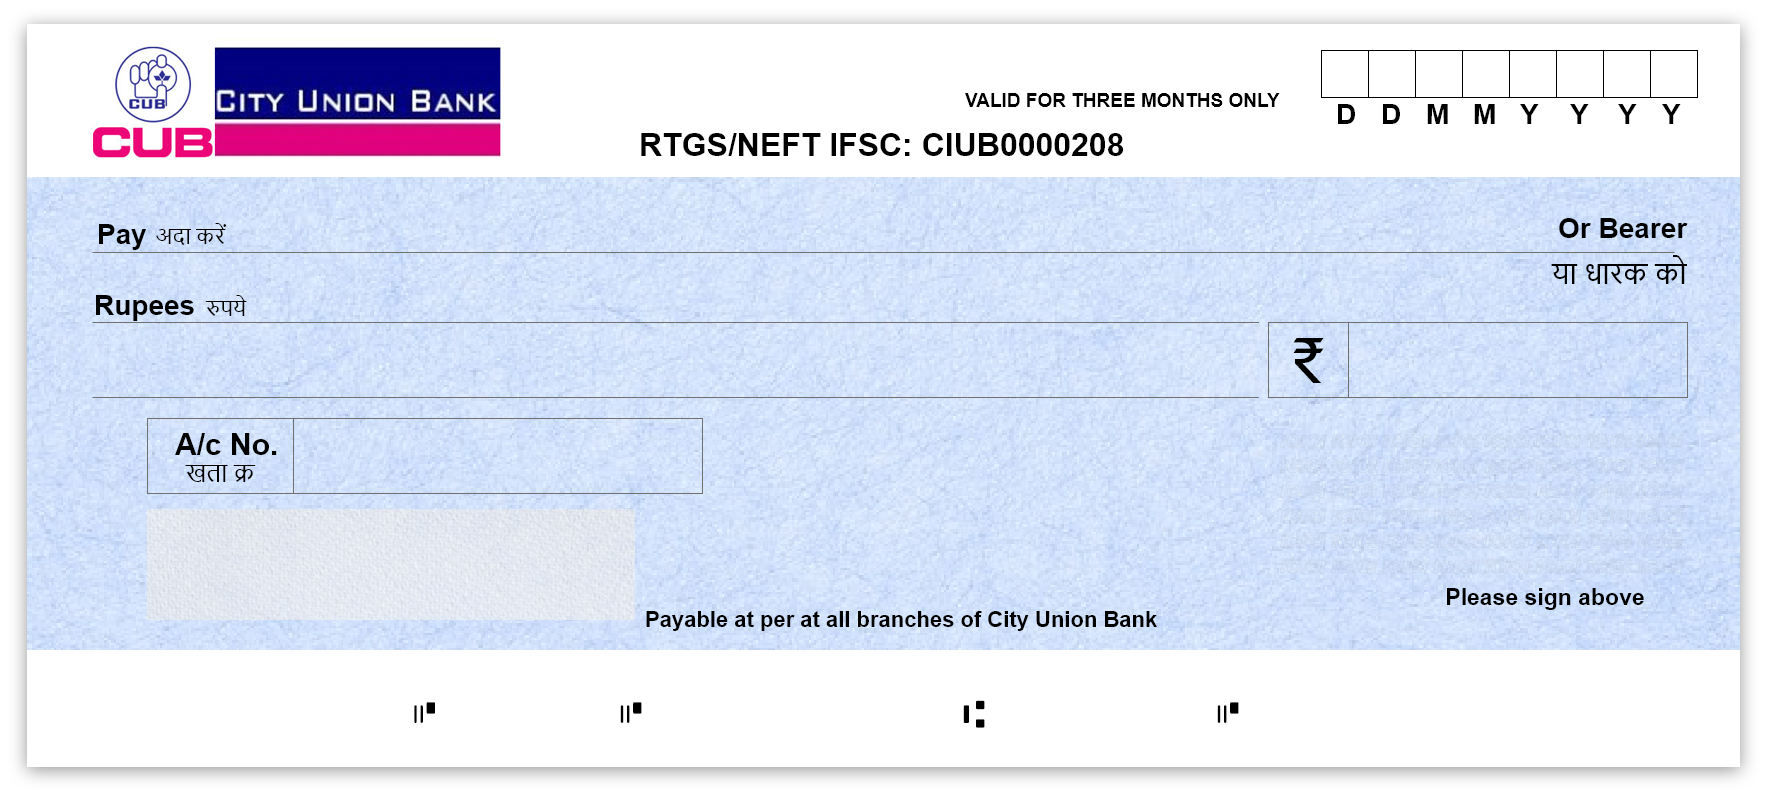 CUB
CITY UNION BANK
CUB
VALID FOR THREE MONTHS ONLY
D D M M Y Y Y Y
RTGS/NEFT IFSC: CIUB0000208
Pay अदा करें
Or Bearer
या धारक को
Rupees रुपये
₹
A/c No.
खता क्र
Please sign above
Payable at per at all branches of City Union Bank
⑈ ⑈ ⑆ ⑈